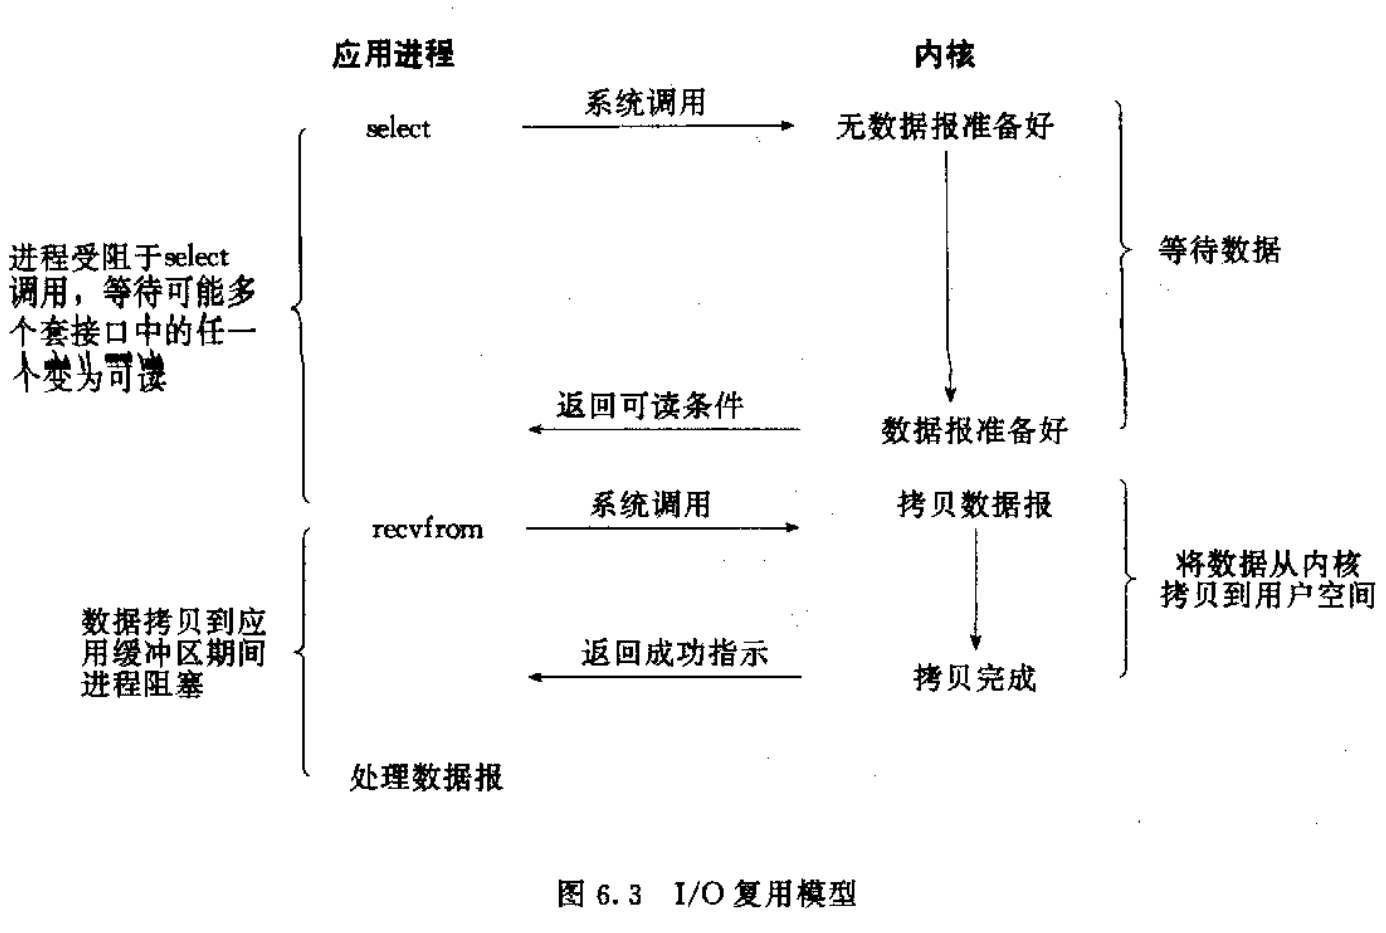 应用进程
内核
系统调用
select
无数据报准备好
进程受阻于select
调用，等待可能多
个套接口中的任一
个变为可读
等待数据
返回可读条件
数据报准备好
系统调用
recvfrom
拷贝数据报
将数据从内核
拷贝到用户空间
数据拷贝到应
用缓冲区期间
进程阻塞
返回成功指示
拷贝完成
处理数据报
图 6.3 I/O 复用模型